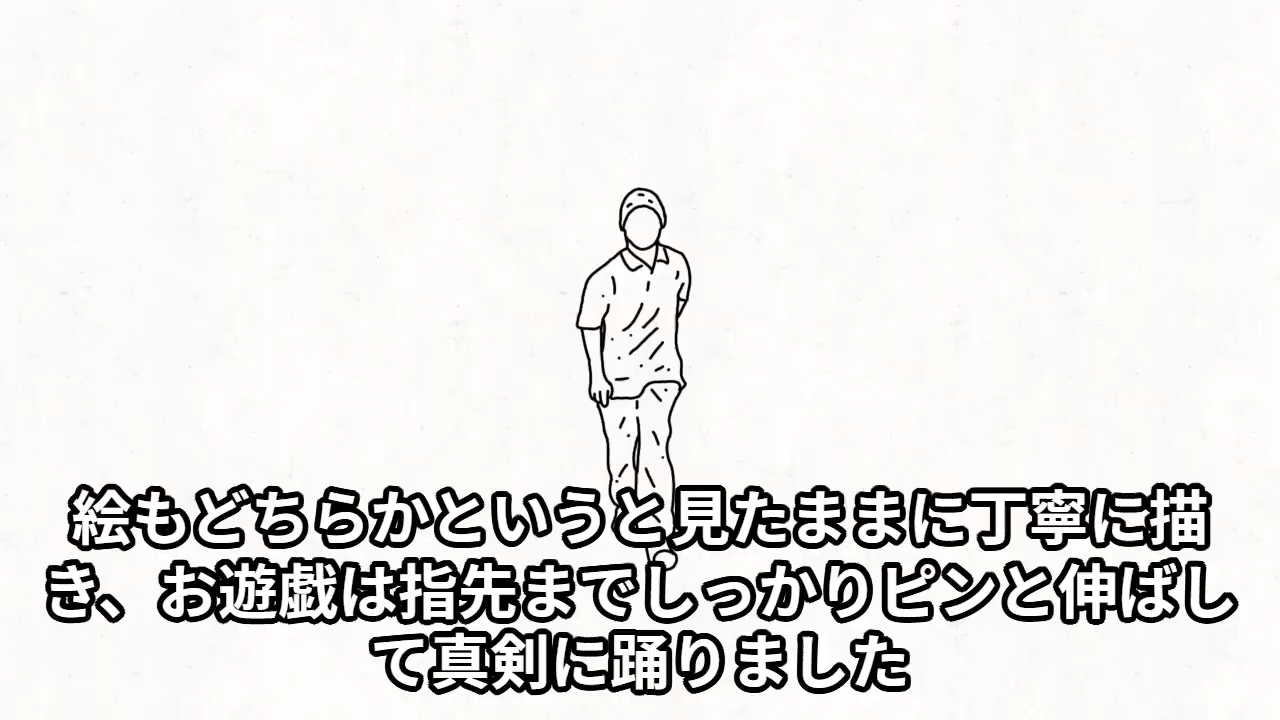 絵もどちらかというと見たままに丁寧に描
き、お遊戯は指先までしっかりピンと伸ばし
て真剣に踊りました